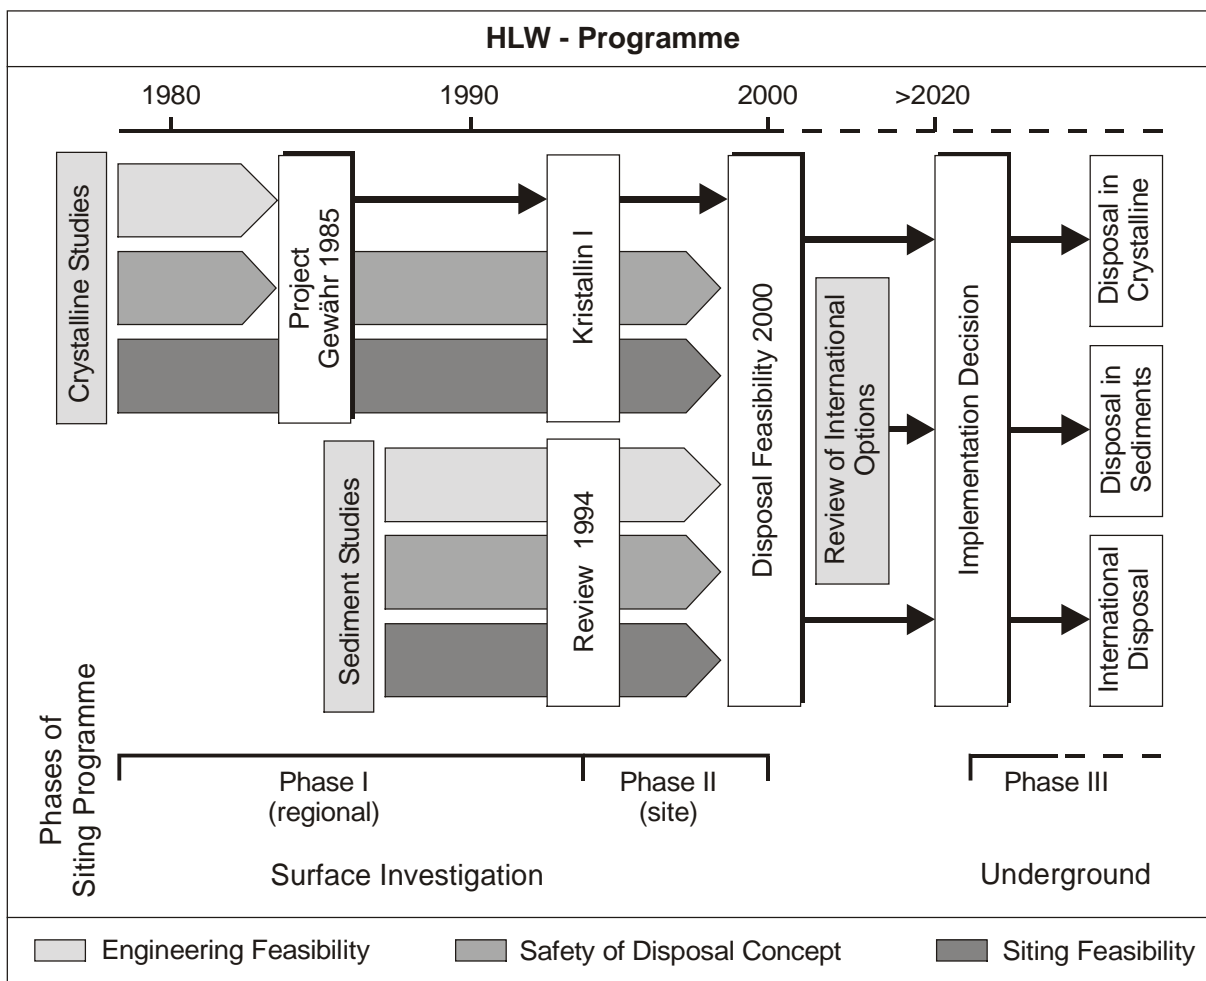 HLW - Programme
1980
1990
2000
>2020
Crystalline Studies
Project
Gewähr 1985
Kristallin I
Sediment Studies
Review 1994
Disposal Feasibility 2000
Review of International
Options
Implementation Decision
Disposal in
Crystalline
Disposal in
Sediments
International
Disposal
Phases of
Siting Programme
Phase I
(regional)
Phase II
(site)
Phase III
Surface Investigation
Underground
Engineering Feasibility
Safety of Disposal Concept
Siting Feasibility